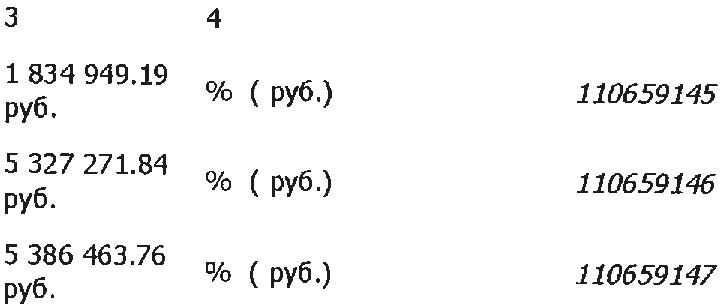 3 4
1 834 949.19
руб. % ( руб.) 110659145
5 327 271.84
руб. % ( руб.) 110659146
5 386 463.76
руб. % ( руб.) 110659147